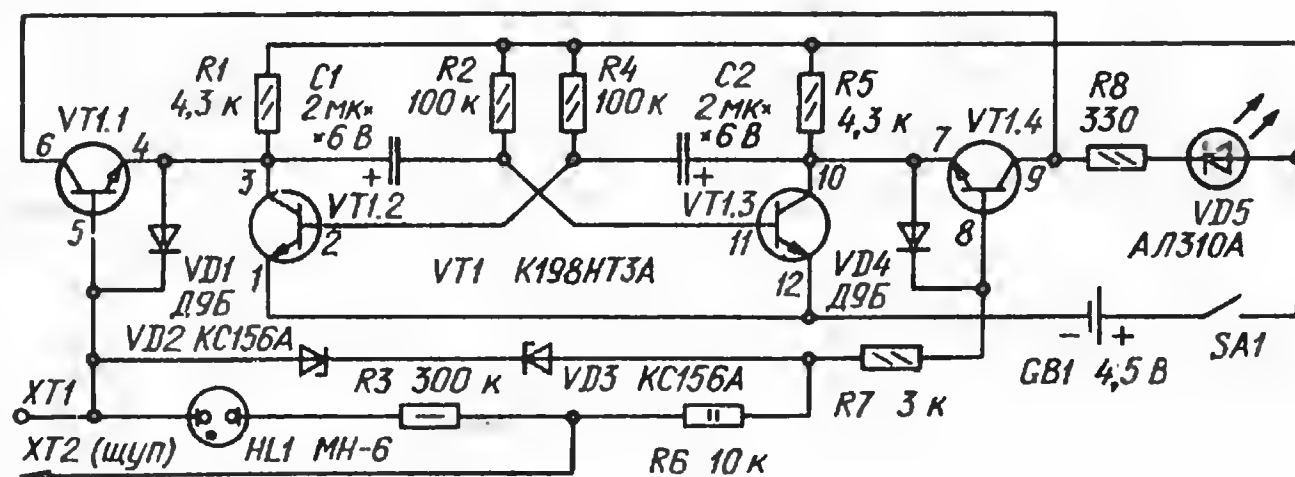 R1
4,3 к
C1
2 мк×
×6 В
R2
100 к
R4
100 к
C2
2 мк×
×6 В
R5
4,3 к
R8
330
VT1.1
VT1.4
6
4
7
9
3
10
5
8
VT1.2
VT1.3
2
11
VD5
АЛ310А
VD1
Д9Б
1
VT1 К198НТ3А
12
VD4
Д9Б
VD2 КС156А
- +
SA1
GB1 4,5 В
R3 300 к
VD3 КС156А
R7 3 к
XT1
XT2 (щуп)
HL1 МН-6
R6 10 к